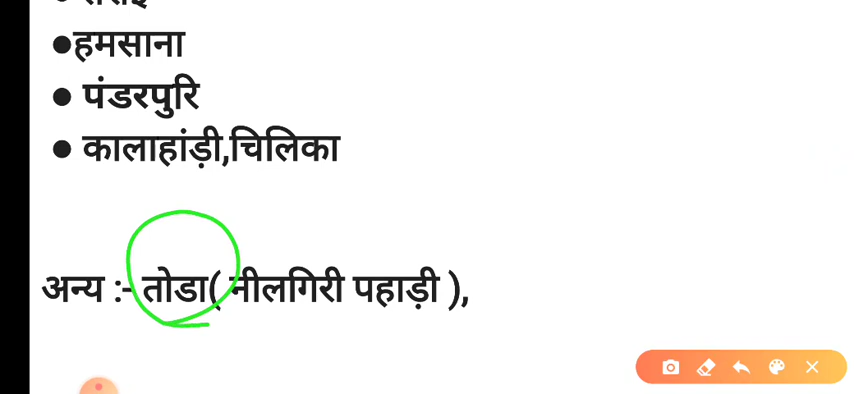 ●हमसाना
● पंडरपुरि
● कालाहांड़ी,चिलिका
अन्य :- तोडा( नीलगिरी पहाड़ी ),